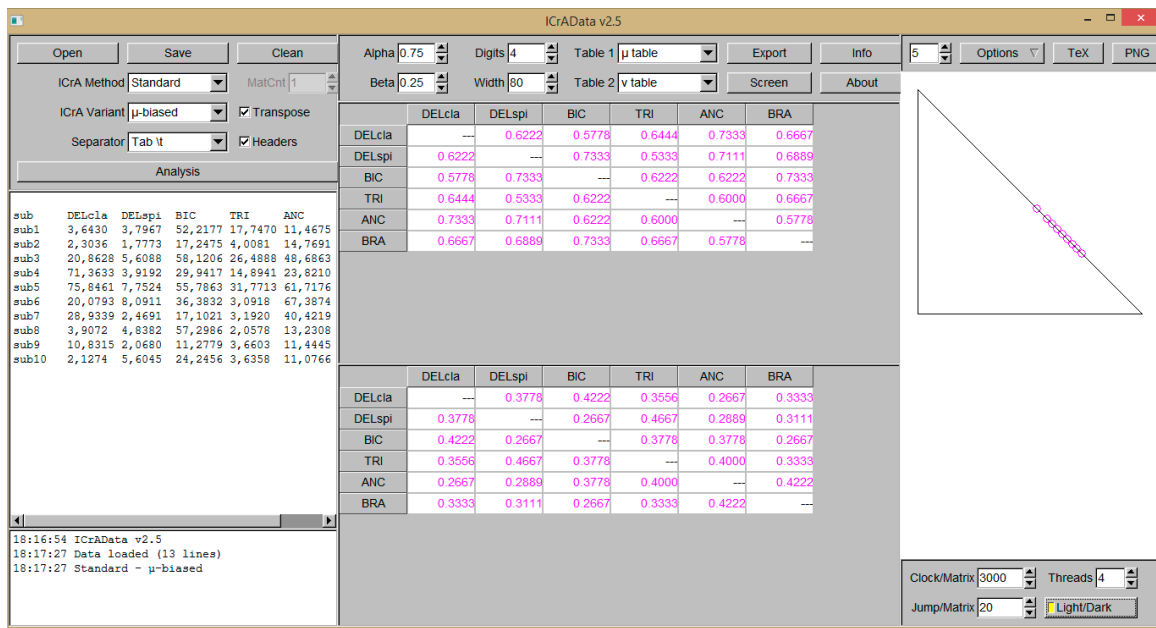 ICrAData v2.5
Open Save Clean
ICrA Method Standard MatCnt 1
ICrA Variant μ-biased Transpose
Separator Tab \t Headers
Analysis
sub DELcla DELspi BIC TRI ANC
sub1 3,6430 3,7967 52,2177 17,7470 11,4675
sub2 2,3036 1,7773 17,2475 4,0081 14,7691
sub3 20,8628 5,6088 58,1206 26,4888 48,6863
sub4 71,3633 3,9192 29,9417 14,8941 23,8210
sub5 75,8461 7,7524 55,7863 31,7713 61,7176
sub6 20,0793 8,0911 36,3832 3,0918 67,3874
sub7 28,9339 2,4691 17,1021 3,1920 40,4219
sub8 3,9072 4,8382 57,2986 2,0578 13,2308
sub9 10,8315 2,0680 11,2779 3,6603 11,4445
sub10 2,1274 5,6045 24,2456 3,6358 11,0766
18:16:54 ICrAData v2.5
18:17:27 Data loaded (13 lines)
18:17:27 Standard - μ-biased
Alpha 0.75 Digits 4 Table 1 μ table Export Info
Beta 0.25 Width 80 Table 2 ν table Screen About
DELcla DELspi BIC TRI ANC BRA
DELcla --- 0.6222 0.5778 0.6444 0.7333 0.6667
DELspi 0.6222 --- 0.7333 0.5333 0.7111 0.6889
BIC 0.5778 0.7333 --- 0.6222 0.6222 0.7333
TRI 0.6444 0.5333 0.6222 --- 0.6000 0.6667
ANC 0.7333 0.7111 0.6222 0.6000 --- 0.5778
BRA 0.6667 0.6889 0.7333 0.6667 0.5778 ---
DELcla DELspi BIC TRI ANC BRA
DELcla --- 0.3778 0.4222 0.3556 0.2667 0.3333
DELspi 0.3778 --- 0.2667 0.4667 0.2889 0.3111
BIC 0.4222 0.2667 --- 0.3778 0.3778 0.2667
TRI 0.3556 0.4667 0.3778 --- 0.4000 0.3333
ANC 0.2667 0.2889 0.3778 0.4000 --- 0.4222
BRA 0.3333 0.3111 0.2667 0.3333 0.4222 ---
5 Options TeX PNG
Clock/Matrix 3000 Threads 4
Jump/Matrix 20 Light/Dark